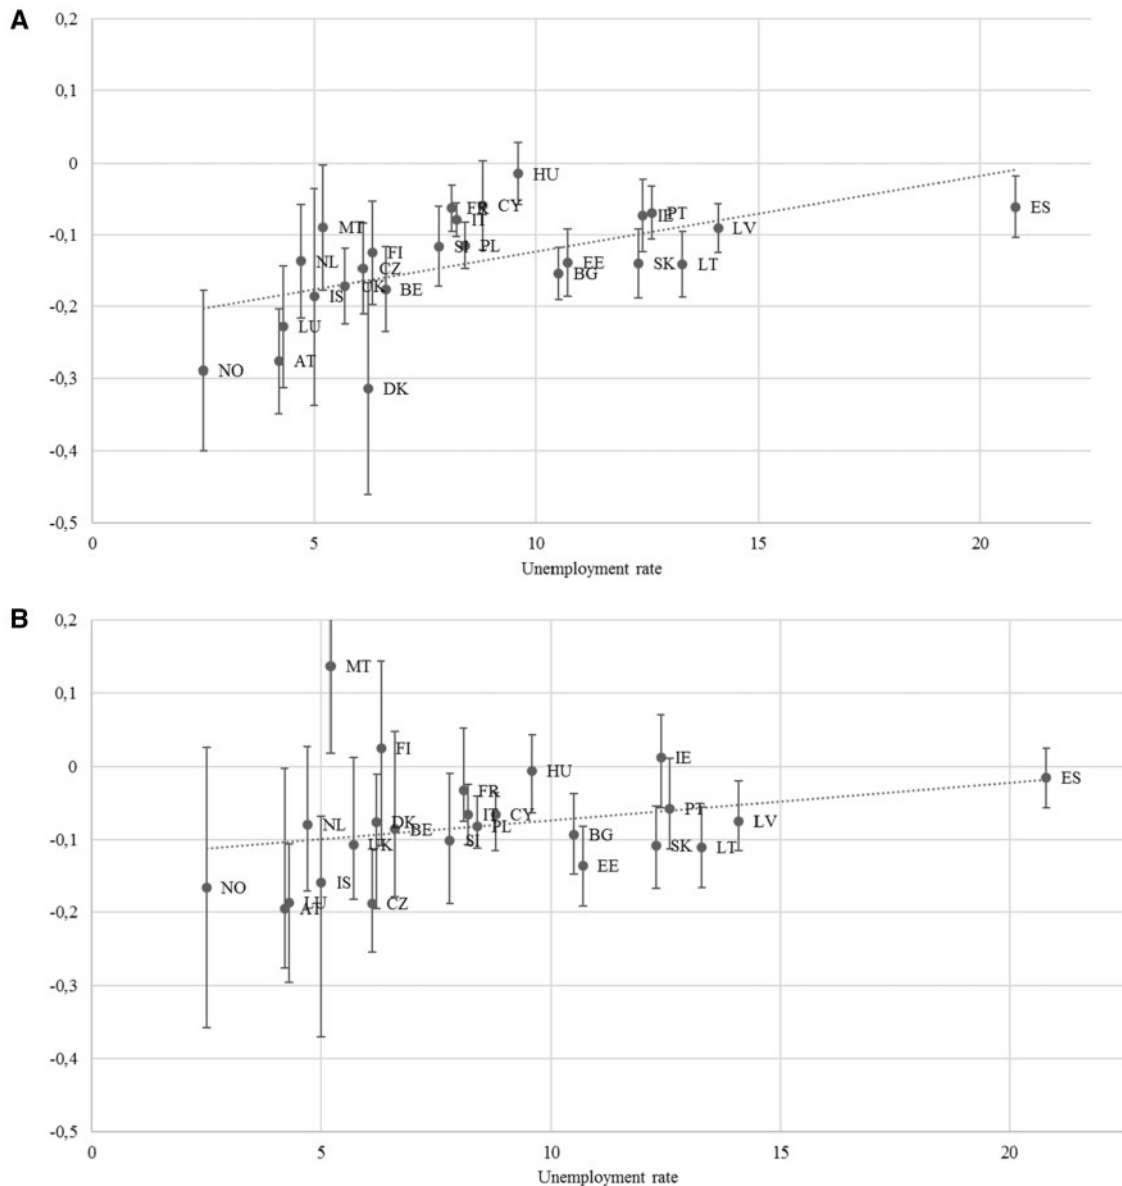 A
0,2
0,1
0
HU
CY
FR
IT
PT
IE
ES
MT
LV
FI
SI
PL
-0,1
NL
CZ
EE
SK
LT
BG
UK
BE
IS
-0,2
LU
AT
NO
-0,3
DK
-0,4
-0,5
0 5 10 15 20
Unemployment rate
B
0,2
MT
0,1
FI
IE
0
HU
ES
FR
IT
CY
PT
NL
DK
BE
PL
LV
BG
-0,1
UK
SI
SK
LT
EE
IS
NO
LU
CZ
AT
-0,2
-0,3
-0,4
-0,5
0 5 10 15 20
Unemployment rate